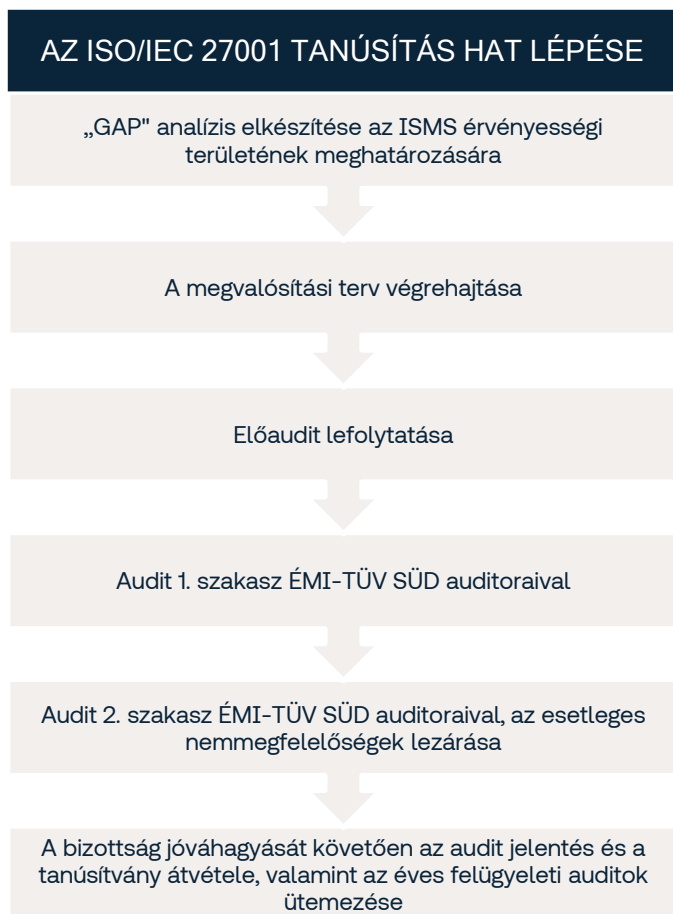 AZ ISO/IEC 27001 TANÚSÍTÁS HAT LÉPÉSE
„GAP" analízis elkészítése az ISMS érvényességi
területének meghatározására
A megvalósítási terv végrehajtása
Előaudit lefolytatása
Audit 1. szakasz ÉMI-TÜV SÜD auditoraival
Audit 2. szakasz ÉMI-TÜV SÜD auditoraival, az esetleges
nemmegfelelőségek lezárása
A bizottság jóváhagyását követően az audit jelentés és a
tanúsítvány átvétele, valamint az éves felügyeleti auditok
ütemezése